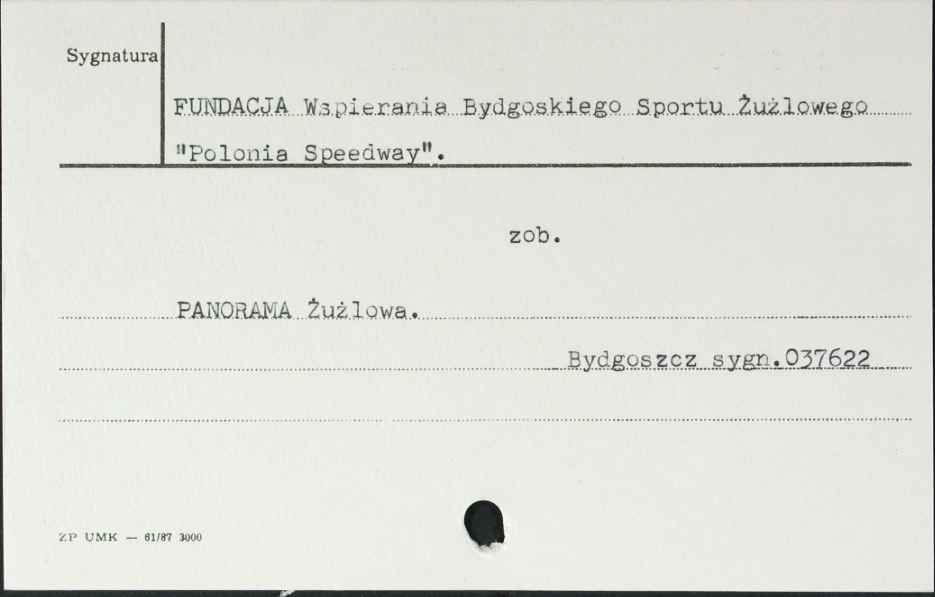 Sygnatura
FUNDACJA Wspierania Bydgoskiego Sportu Żużlowego
"Polonia Speedway".
zob.
PANORAMA Żużlowa.
Bydgoszcz sygn.037622
ZP UMK — 61/87 3000